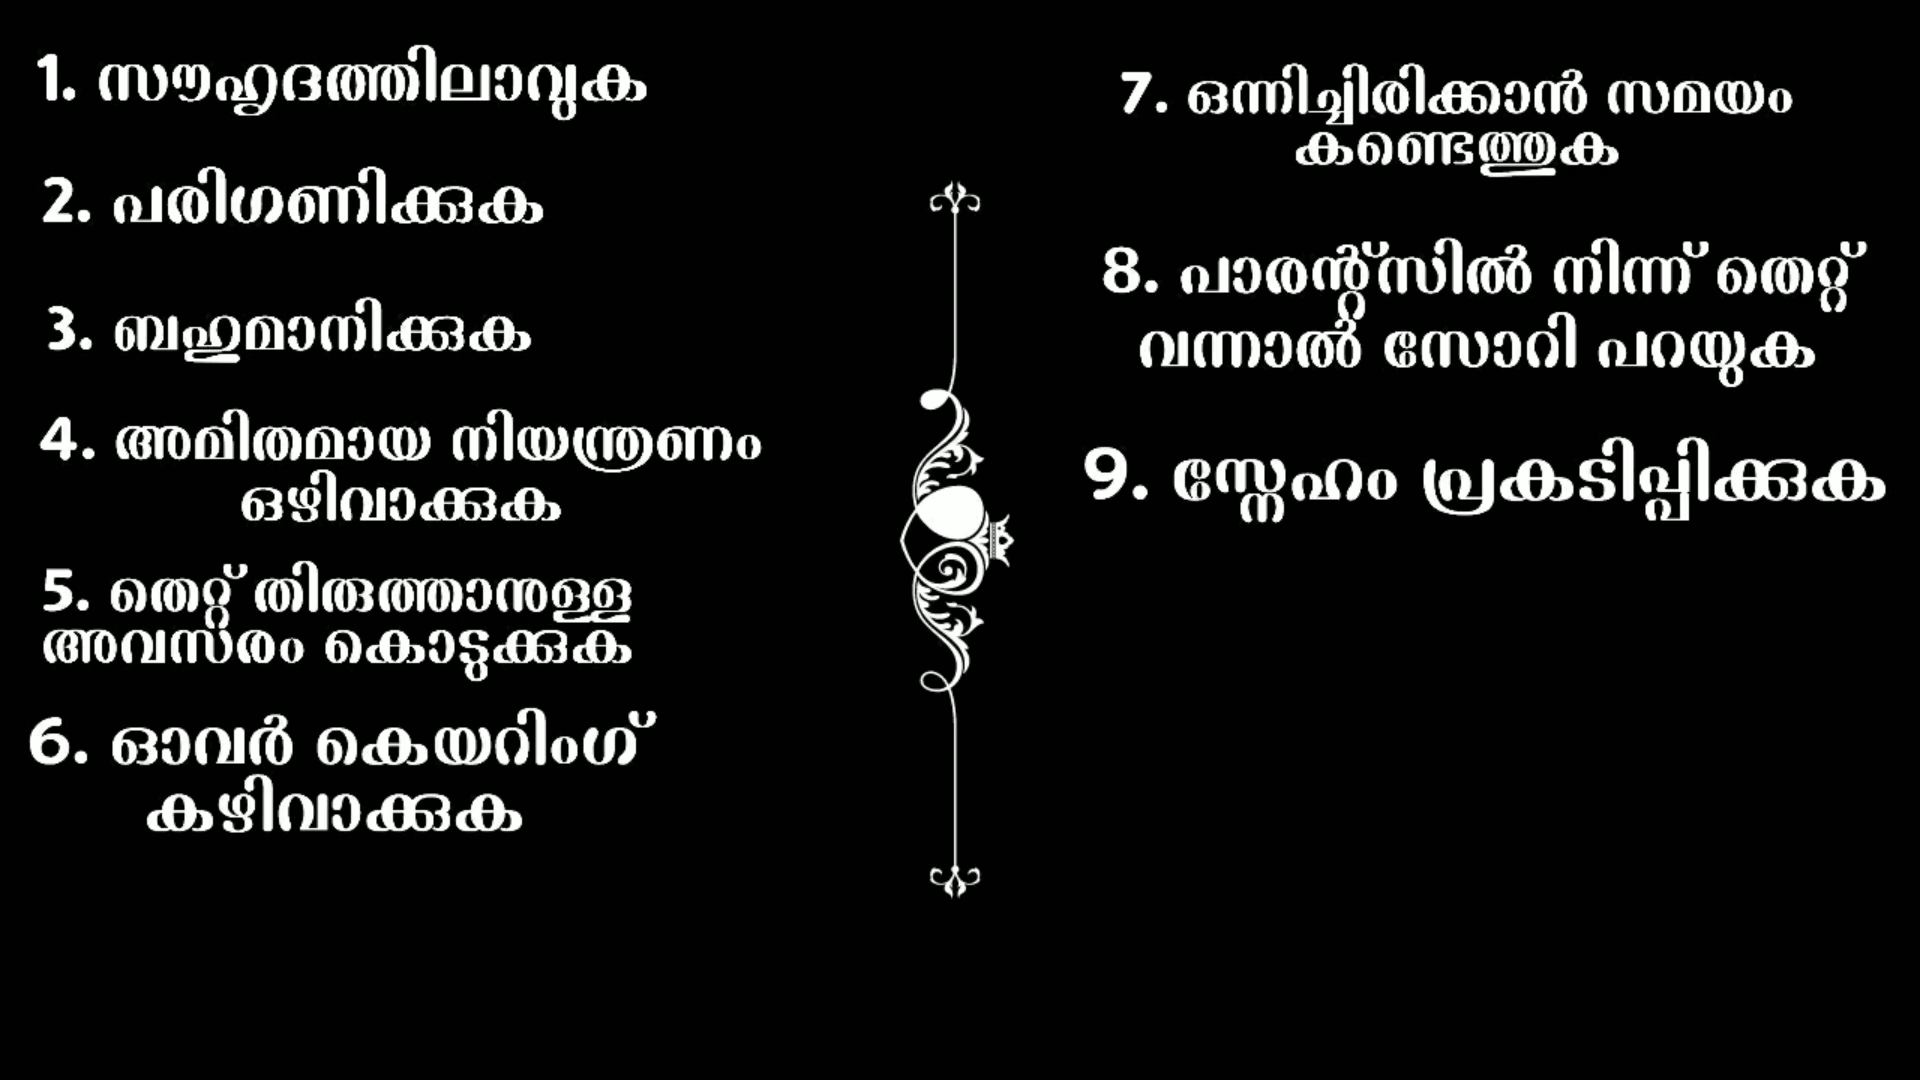 1. സൗഹൃദത്തിലാവുക
2. പരിഗണിക്കുക
3. ബഹുമാനിക്കുക
4. അമിതമായ നിയന്ത്രണം
ഒഴിവാക്കുക
5. തെറ്റ് തിരുത്താനുള്ള
അവസരം കൊടുക്കുക
6. ഓവർ കെയറിംഗ്
കഴിവാക്കുക
7. ഒന്നിച്ചിരിക്കാൻ സമയം
കണ്ടെത്തുക
8. പാരന്റ്സിൽ നിന്ന് തെറ്റ്
വന്നാൽ സോറി പറയുക
9. സ്നേഹം പ്രകടിപ്പിക്കുക